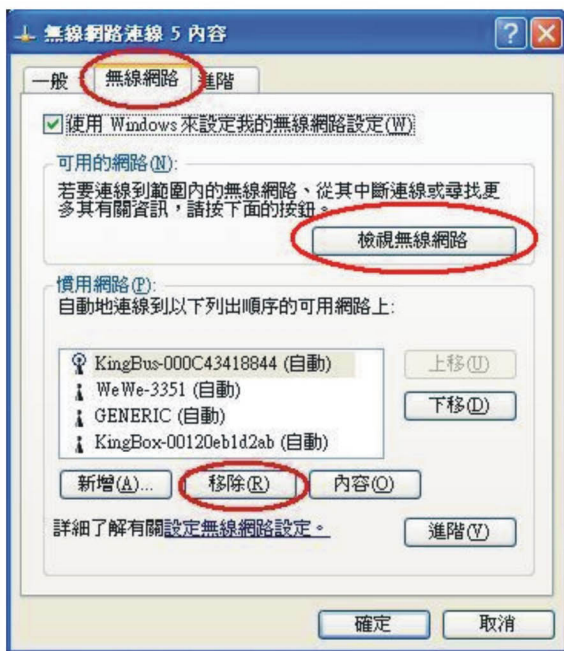 無線網路連線 5 內容
一般
無線網路
進階
使用 Windows 來設定我的無線網路設定(W)
可用的網路(N):
若要連線到範圍內的無線網路、從其中斷連線或尋找更
多其有關資訊，請按下面的按鈕。
檢視無線網路
慣用網路(P):
自動地連線到以下列出順序的可用網路上:
KingBus-000C43418844 (自動)
WeWe-3351 (自動)
GENERIC (自動)
KingBox-00120eb1d2ab (自動)
上移(U)
下移(D)
新增(A)...
移除(R)
內容(O)
詳細了解有關設定無線網路設定。
進階(V)
確定
取消